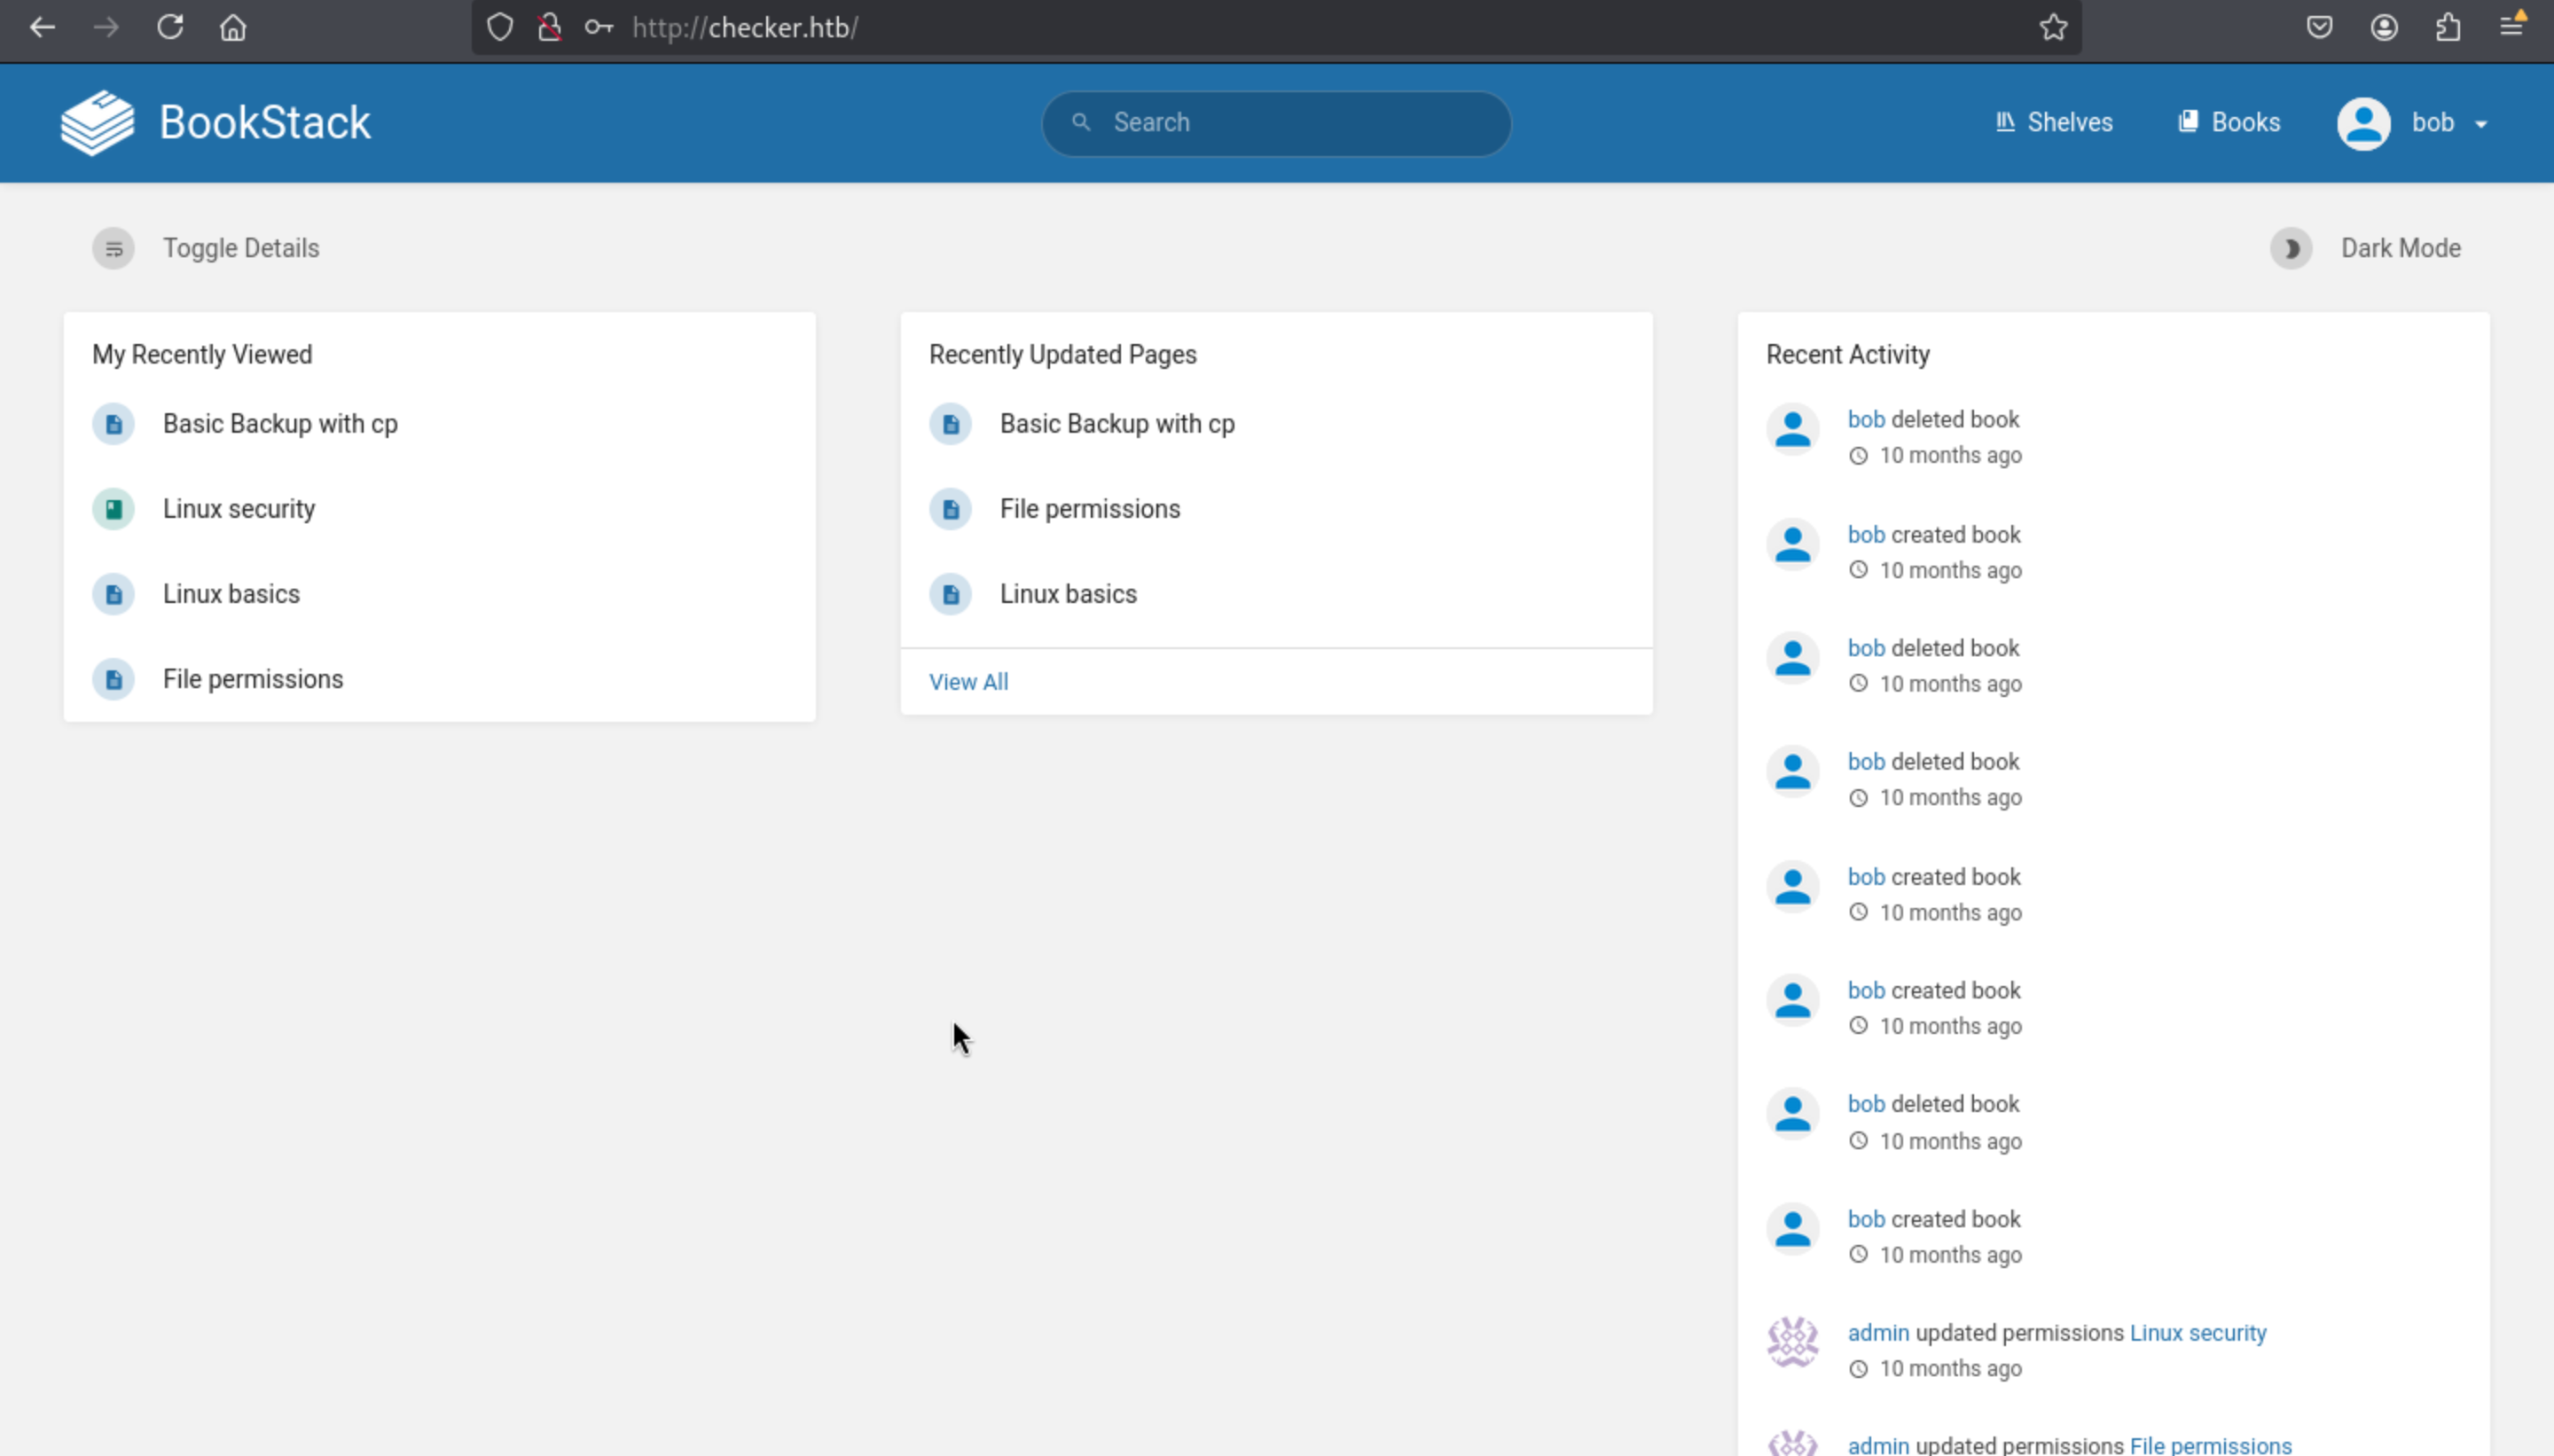 http://checker.htb/
BookStack
Search
Shelves
Books
bob
Toggle Details
Dark Mode
My Recently Viewed
Basic Backup with cp
Linux security
Linux basics
File permissions
Recently Updated Pages
Basic Backup with cp
File permissions
Linux basics
View All
Recent Activity
bob deleted book
10 months ago
bob created book
10 months ago
bob deleted book
10 months ago
bob deleted book
10 months ago
bob created book
10 months ago
bob created book
10 months ago
bob deleted book
10 months ago
bob created book
10 months ago
admin updated permissions Linux security
10 months ago
admin updated permissions File permissions